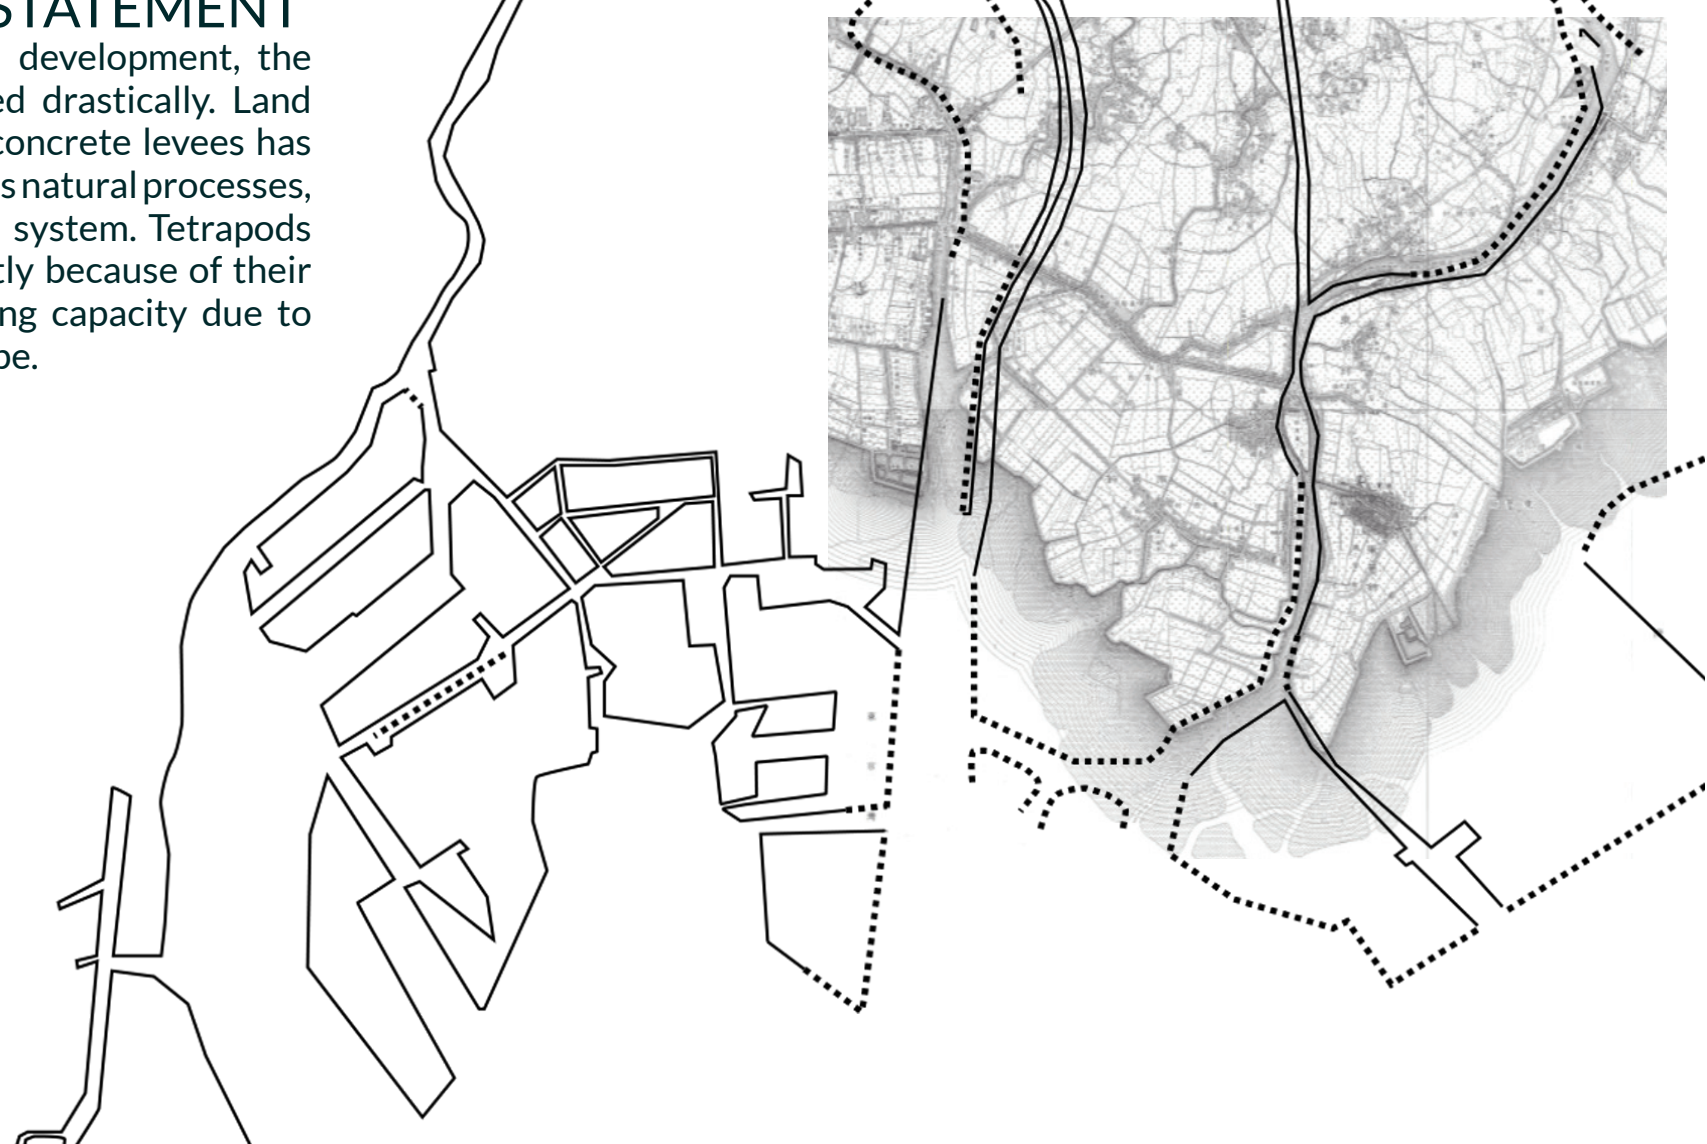 STATEMENT
development, the
ed drastically. Land
concrete levees has
s natural processes,
system. Tetrapods
tly because of their
ng capacity due to
pe.